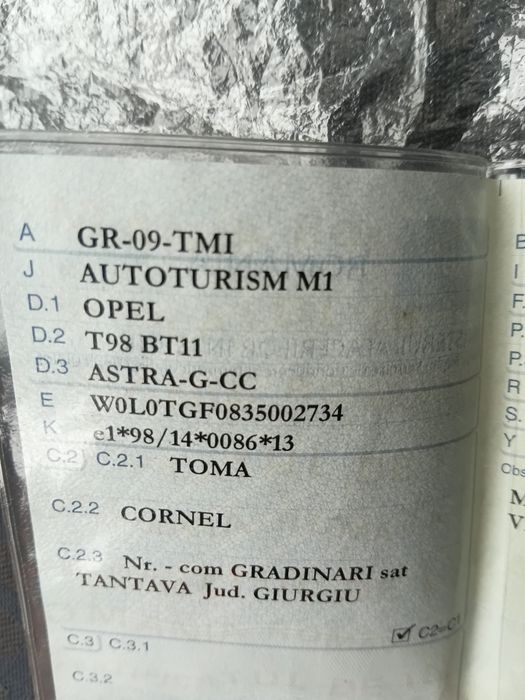 A GR-09-TMI
J AUTOTURISM M1
D.1 OPEL
D.2 T98 BT11
D.3 ASTRA-G-CC
E W0L0TGF0835002734
K e1*98/14*0086*13
C.2) C.2.1 TOMA
C.2.2 CORNEL
C.2.3 Nr. - com GRADINARI sat
TANTAVA Jud. GIURGIU
C.3) C.3.1
C.3.2
I
F.
P.
P.
R
S.
Y
Obs
M
V